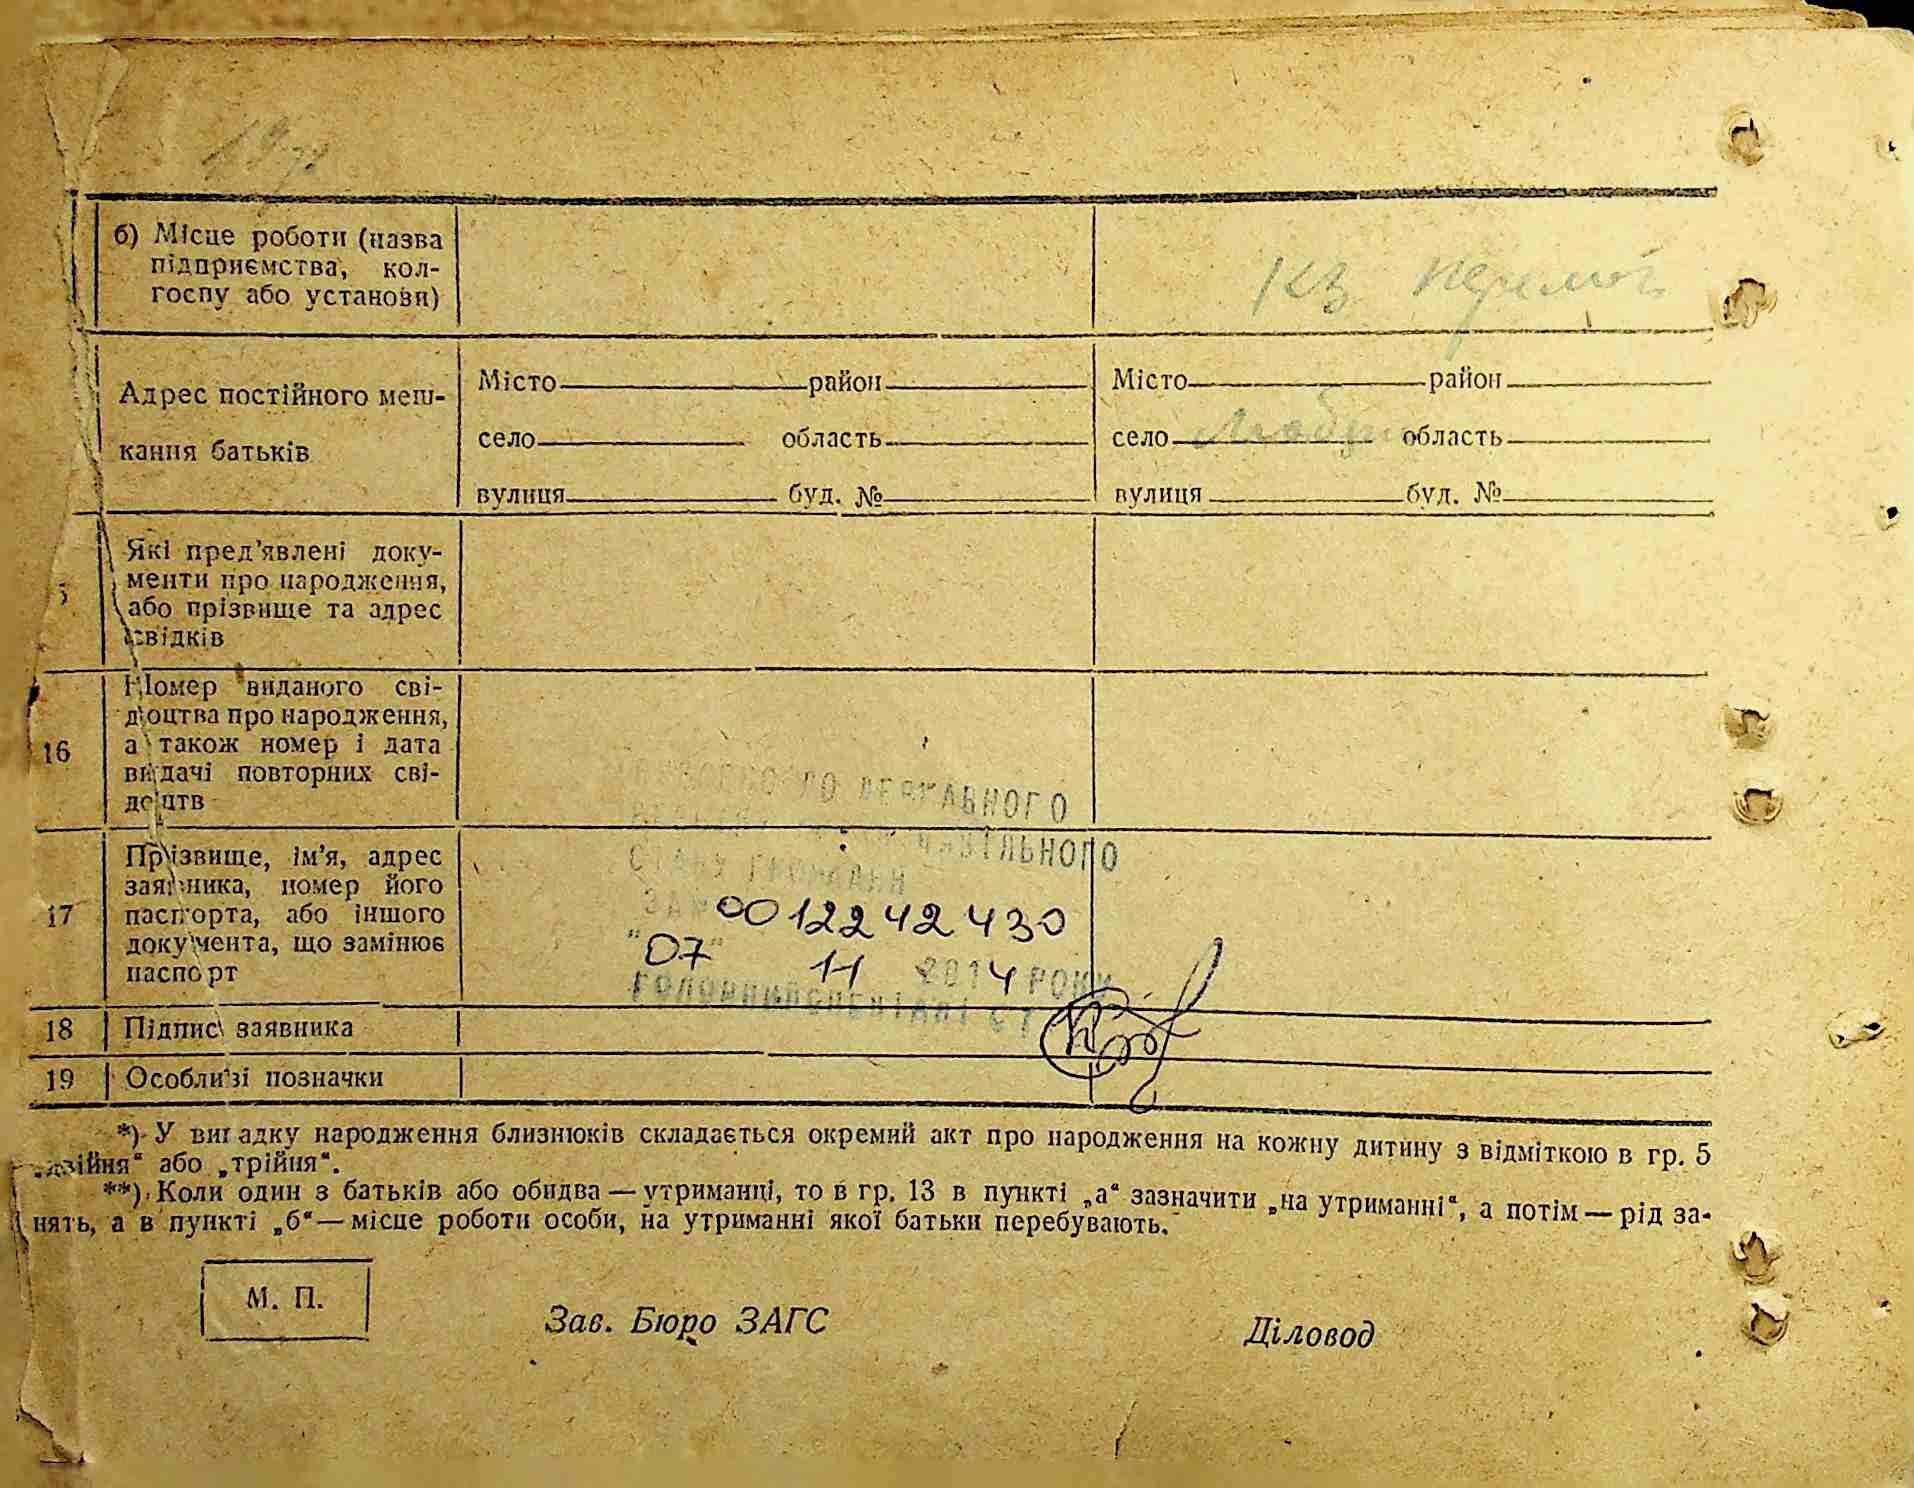 б) Місце роботи (назва
підприємства, кол-
госпу або установи)
КЗ
Адрес постійного меш-
кання батьків
Місто район
село область
вулиця буд. №
Місто район
село область
вулиця буд. №
Які пред’явлені доку-
менти про народження,
або прізвище та адрес
свідків
16
Номер виданого сві-
доцтва про народження,
а також номер і дата
видачі повторних сві-
доцтв
ДЕРЖАВНОГО
17
Прізвище, ім’я, адрес
заявника, номер його
паспорта, або іншого
документа, що замінює
паспорт
ЦИВІЛЬНОГО
СТАНУ ГРОМАДЯН
0012242430
"07" 11 2014 РОКУ
18 Підпис заявника
19 Особливі позначки
*) У випадку народження близнюків складається окремий акт про народження на кожну дитину з відміткою в гр. 5
„двійня“ або „трійня“.
**) Коли один з батьків або обидва — утриманці, то в гр. 13 в пункті „а“ зазначити „на утриманні“, а потім — рід за-
нять, а в пункті „б“ — місце роботи особи, на утриманні якої батьки перебувають.
М. П.
Зав. Бюро ЗАГС
Діловод